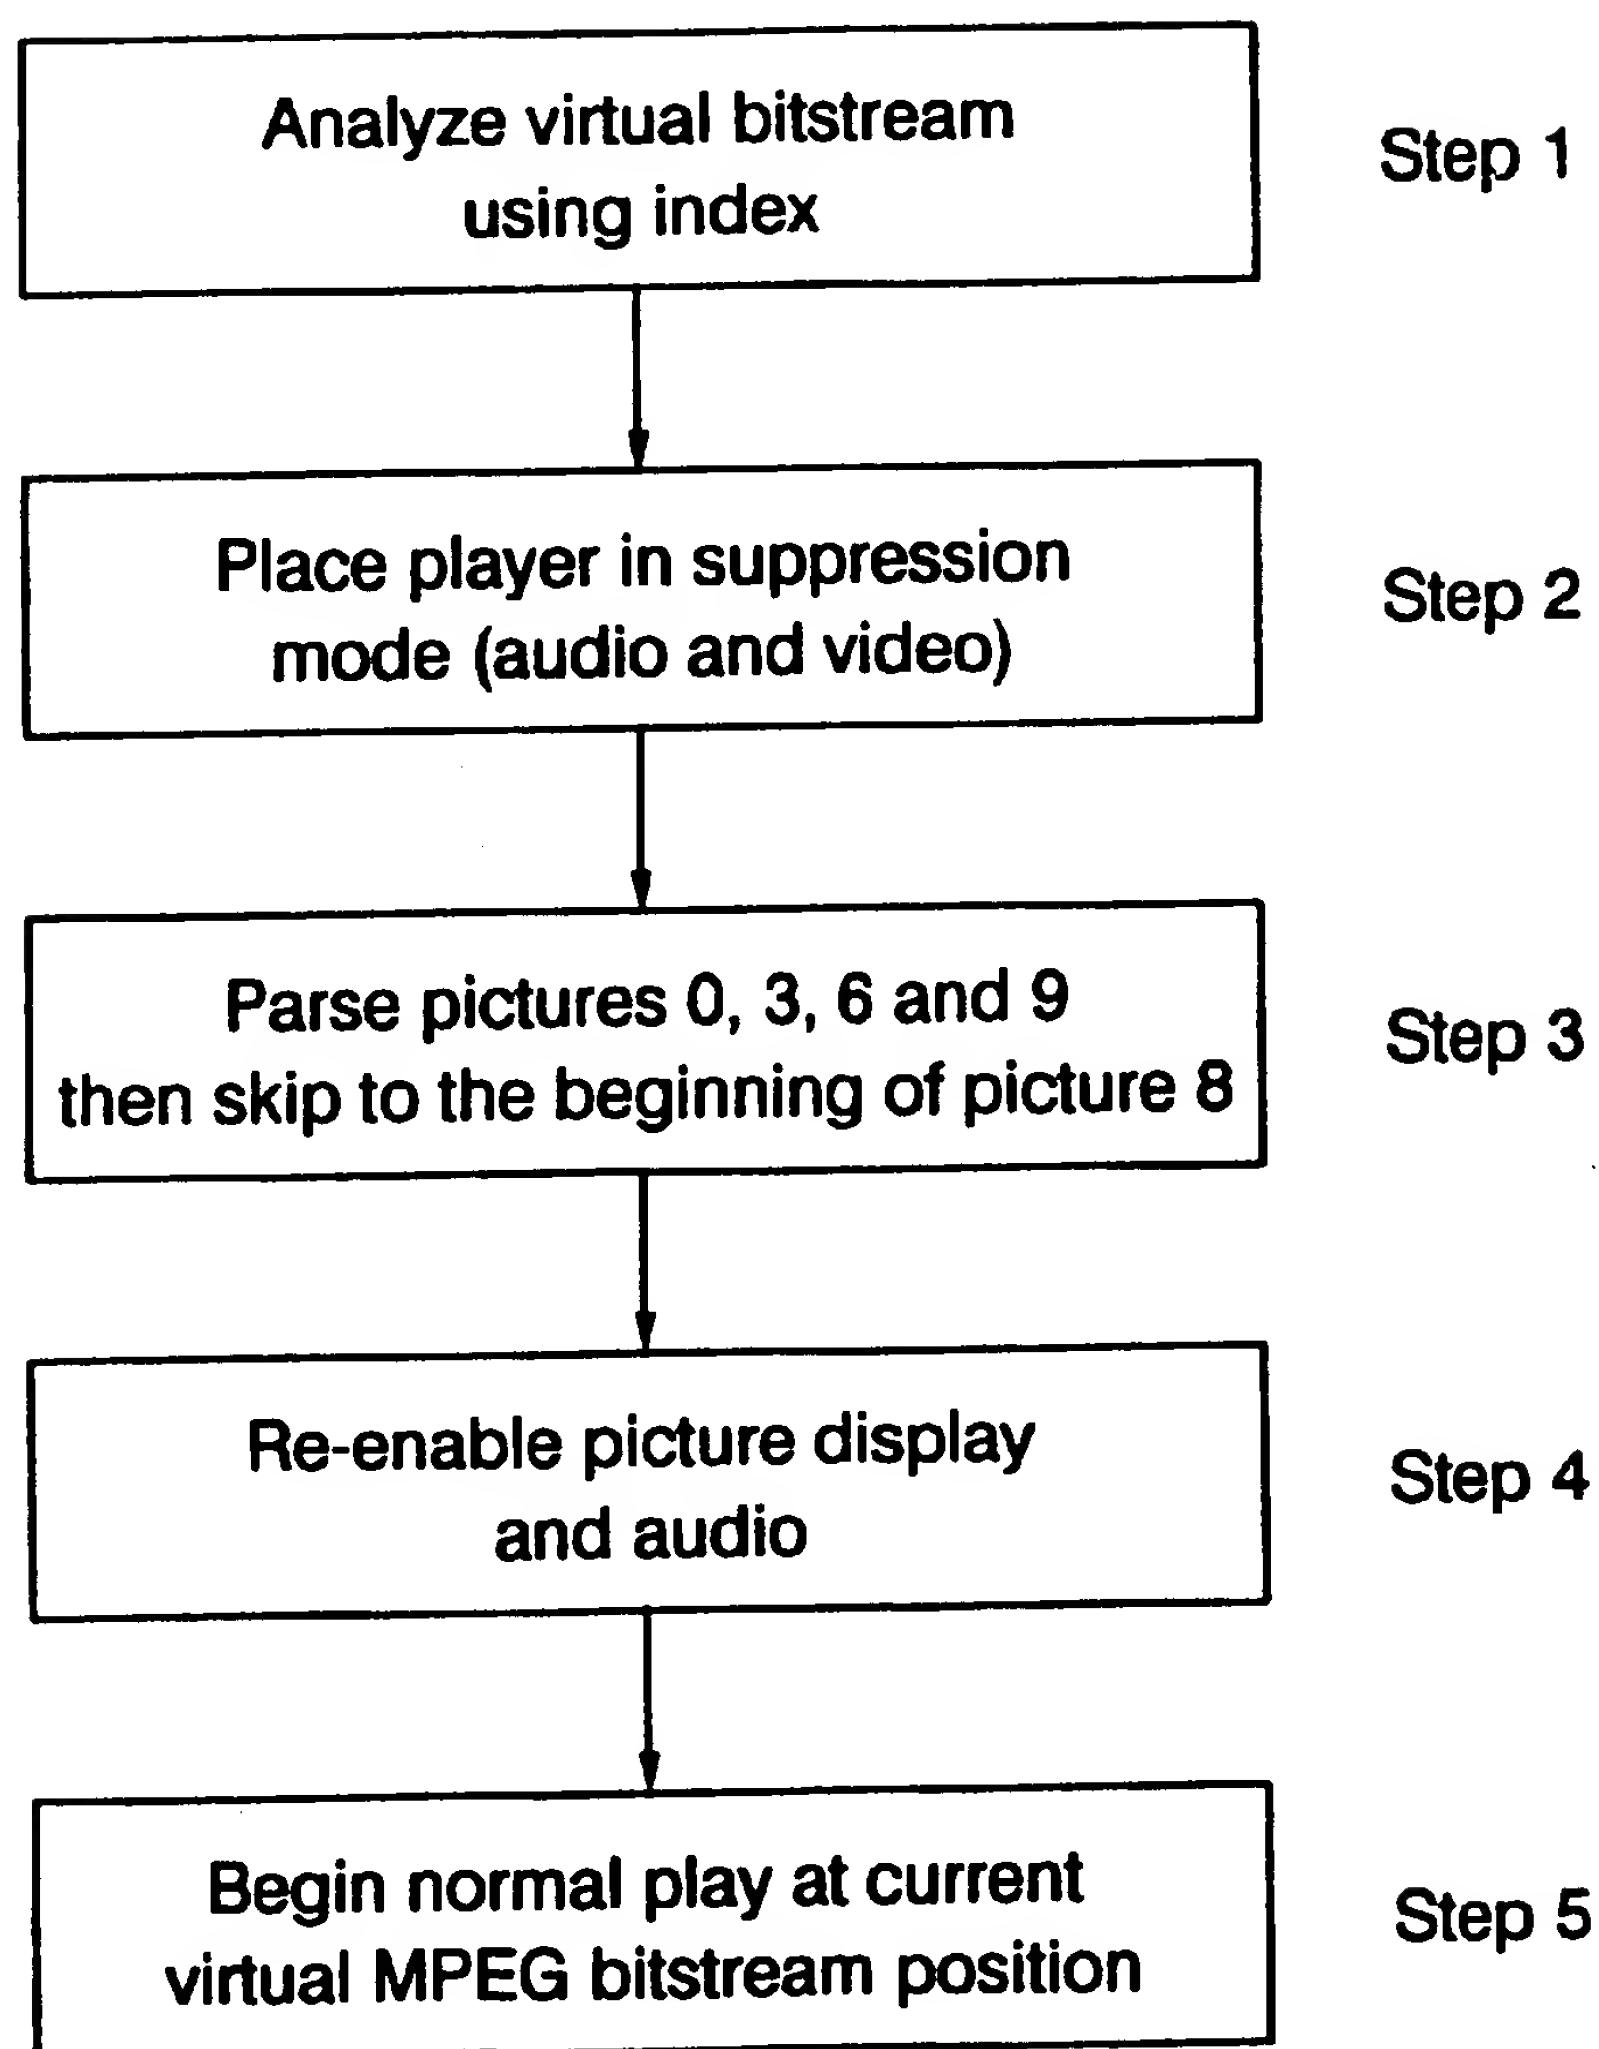 Analyze virtual bitstream
using index
Step 1
Place player in suppression
mode (audio and video)
Step 2
Parse pictures 0, 3, 6 and 9
then skip to the beginning of picture 8
Step 3
Re-enable picture display
and audio
Step 4
Begin normal play at current
virtual MPEG bitstream position
Step 5